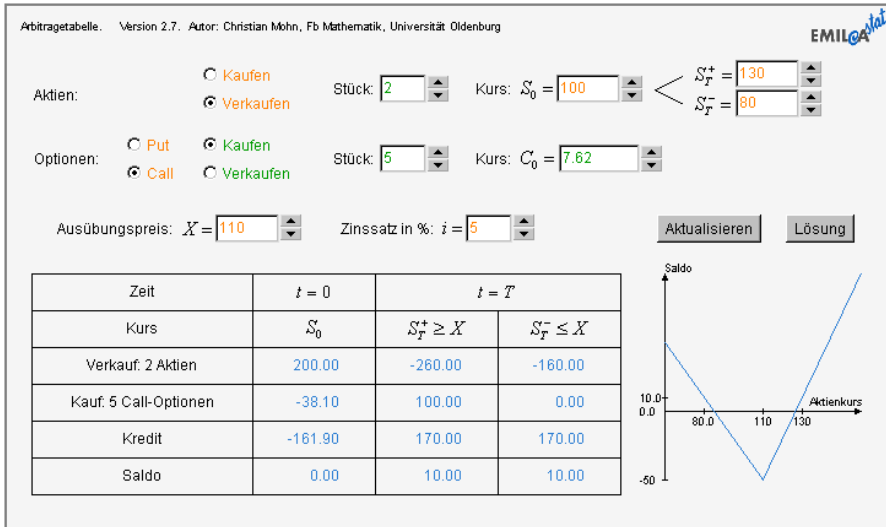 Arbitragetabelle. Version 2.7. Autor: Christian Mohn, Fb Mathematik, Universität Oldenburg
EMILeA stat
Aktien:
Kaufen
Verkaufen
Stück: 2
Kurs: S₀ = 100
S_T⁺ = 130
S_T⁻ = 80
Optionen:
Put
Call
Kaufen
Verkaufen
Stück: 5
Kurs: C₀ = 7.62
Ausübungspreis: X = 110
Zinssatz in %: i = 5
Aktualisieren
Lösung
Zeit t = 0 t = T
Kurs S₀ S_T⁺ ≥ X S_T⁻ ≤ X
Verkauf: 2 Aktien 200.00 -260.00 -160.00
Kauf: 5 Call-Optionen -38.10 100.00 0.00
Kredit -161.90 170.00 170.00
Saldo 0.00 10.00 10.00
Saldo
10.0
0.0
Aktienkurs
80.0 110 130
-50